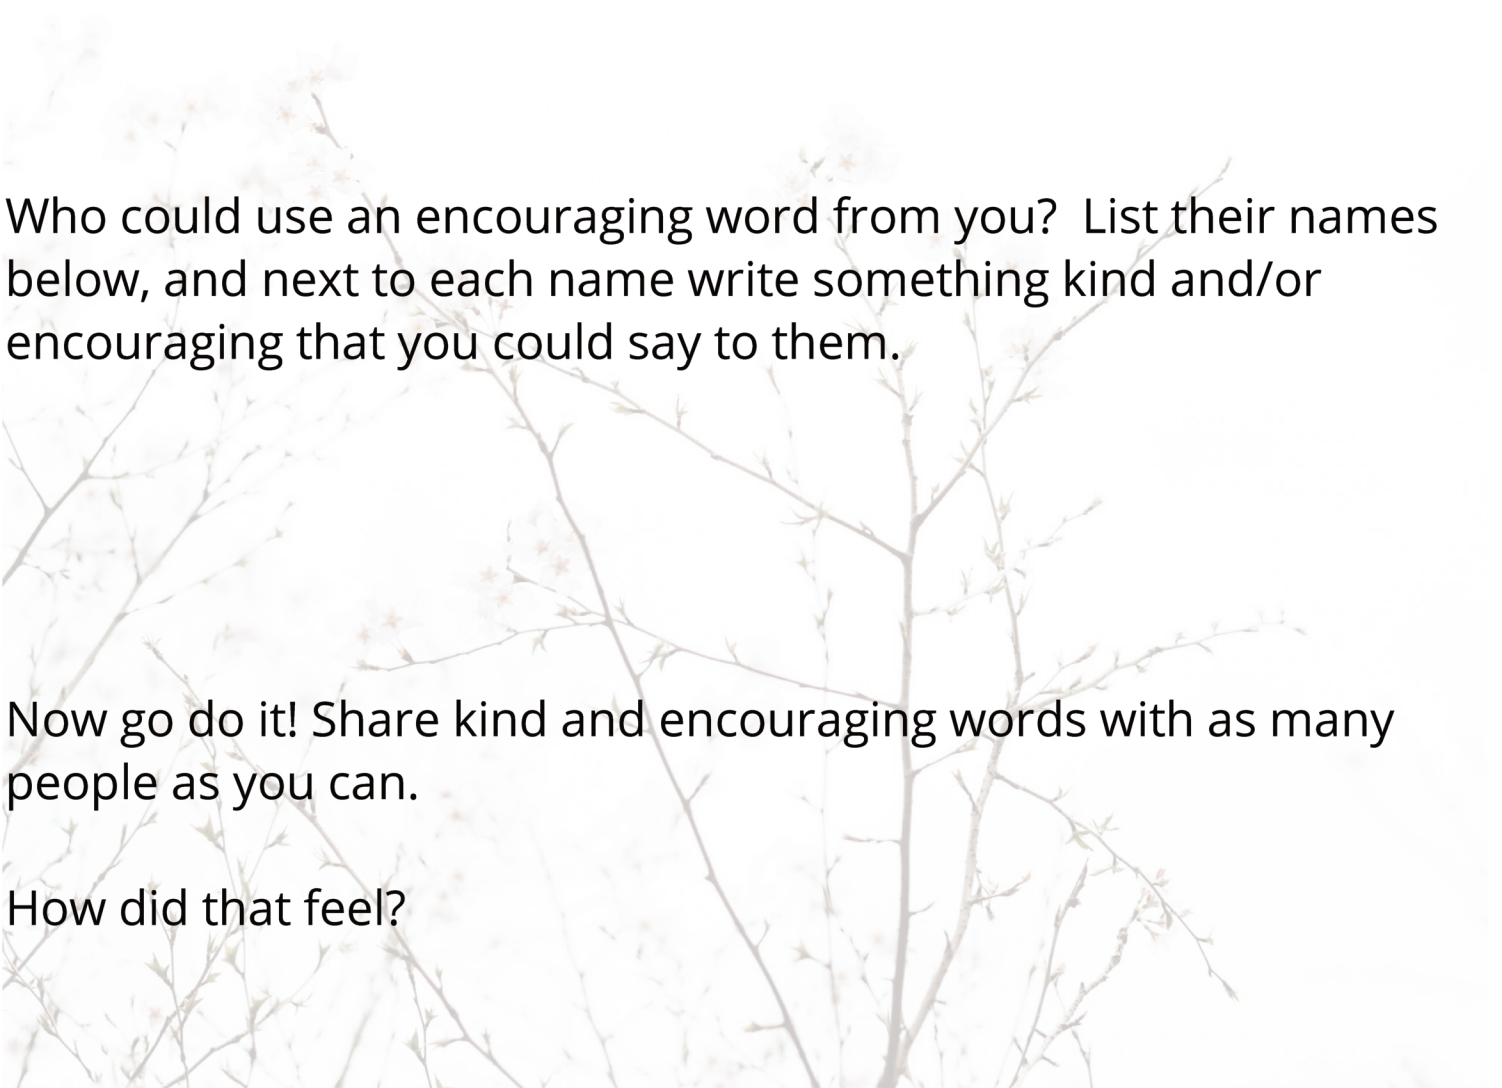 Who could use an encouraging word from you?  List their names
below, and next to each name write something kind and/or
encouraging that you could say to them.
Now go do it! Share kind and encouraging words with as many
people as you can.
How did that feel?